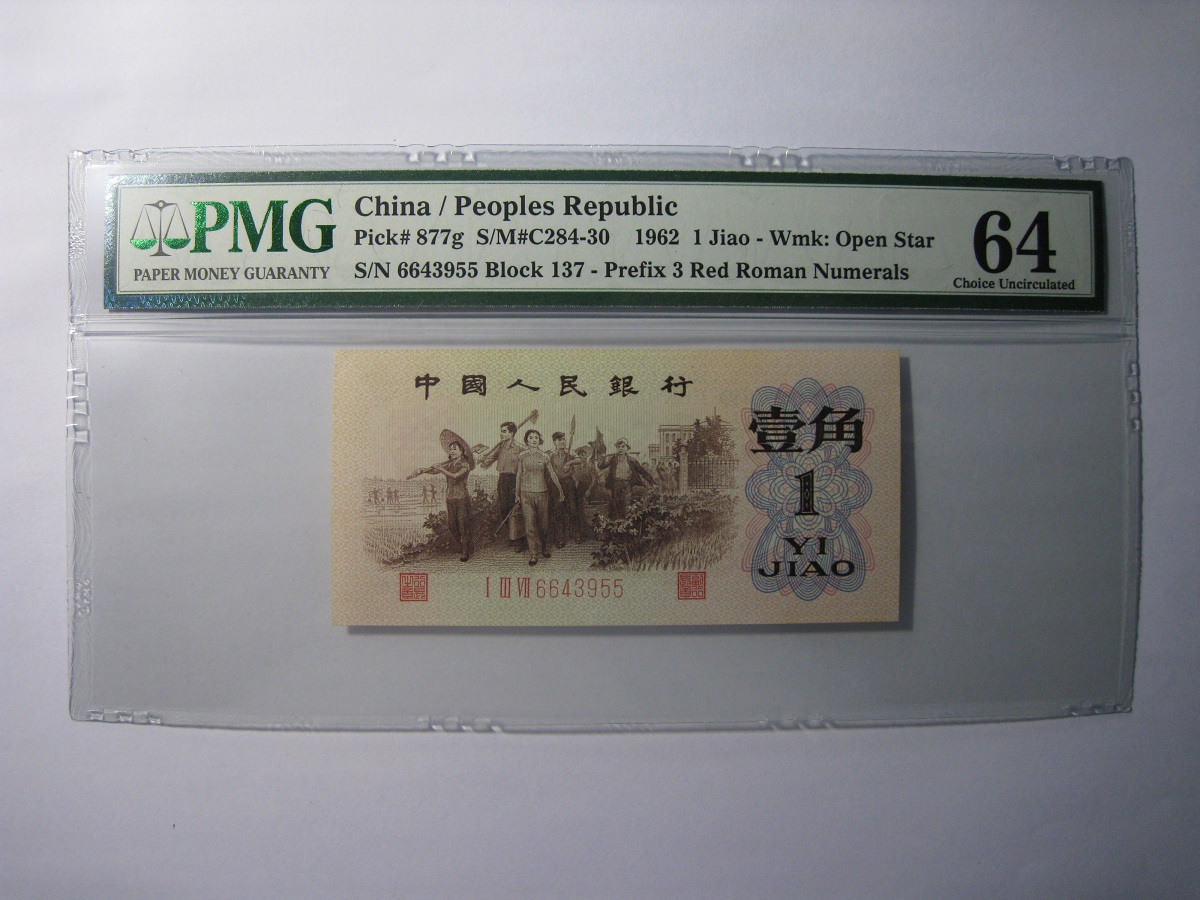 PMG
PAPER MONEY GUARANTY
China / Peoples Republic
Pick# 877g S/M#C284-30 1962 1 Jiao - Wmk: Open Star
S/N 6643955 Block 137 - Prefix 3 Red Roman Numerals
64
Choice Uncirculated
中國人民銀行
壹角
1
YI
JIAO
I III VII 6643955